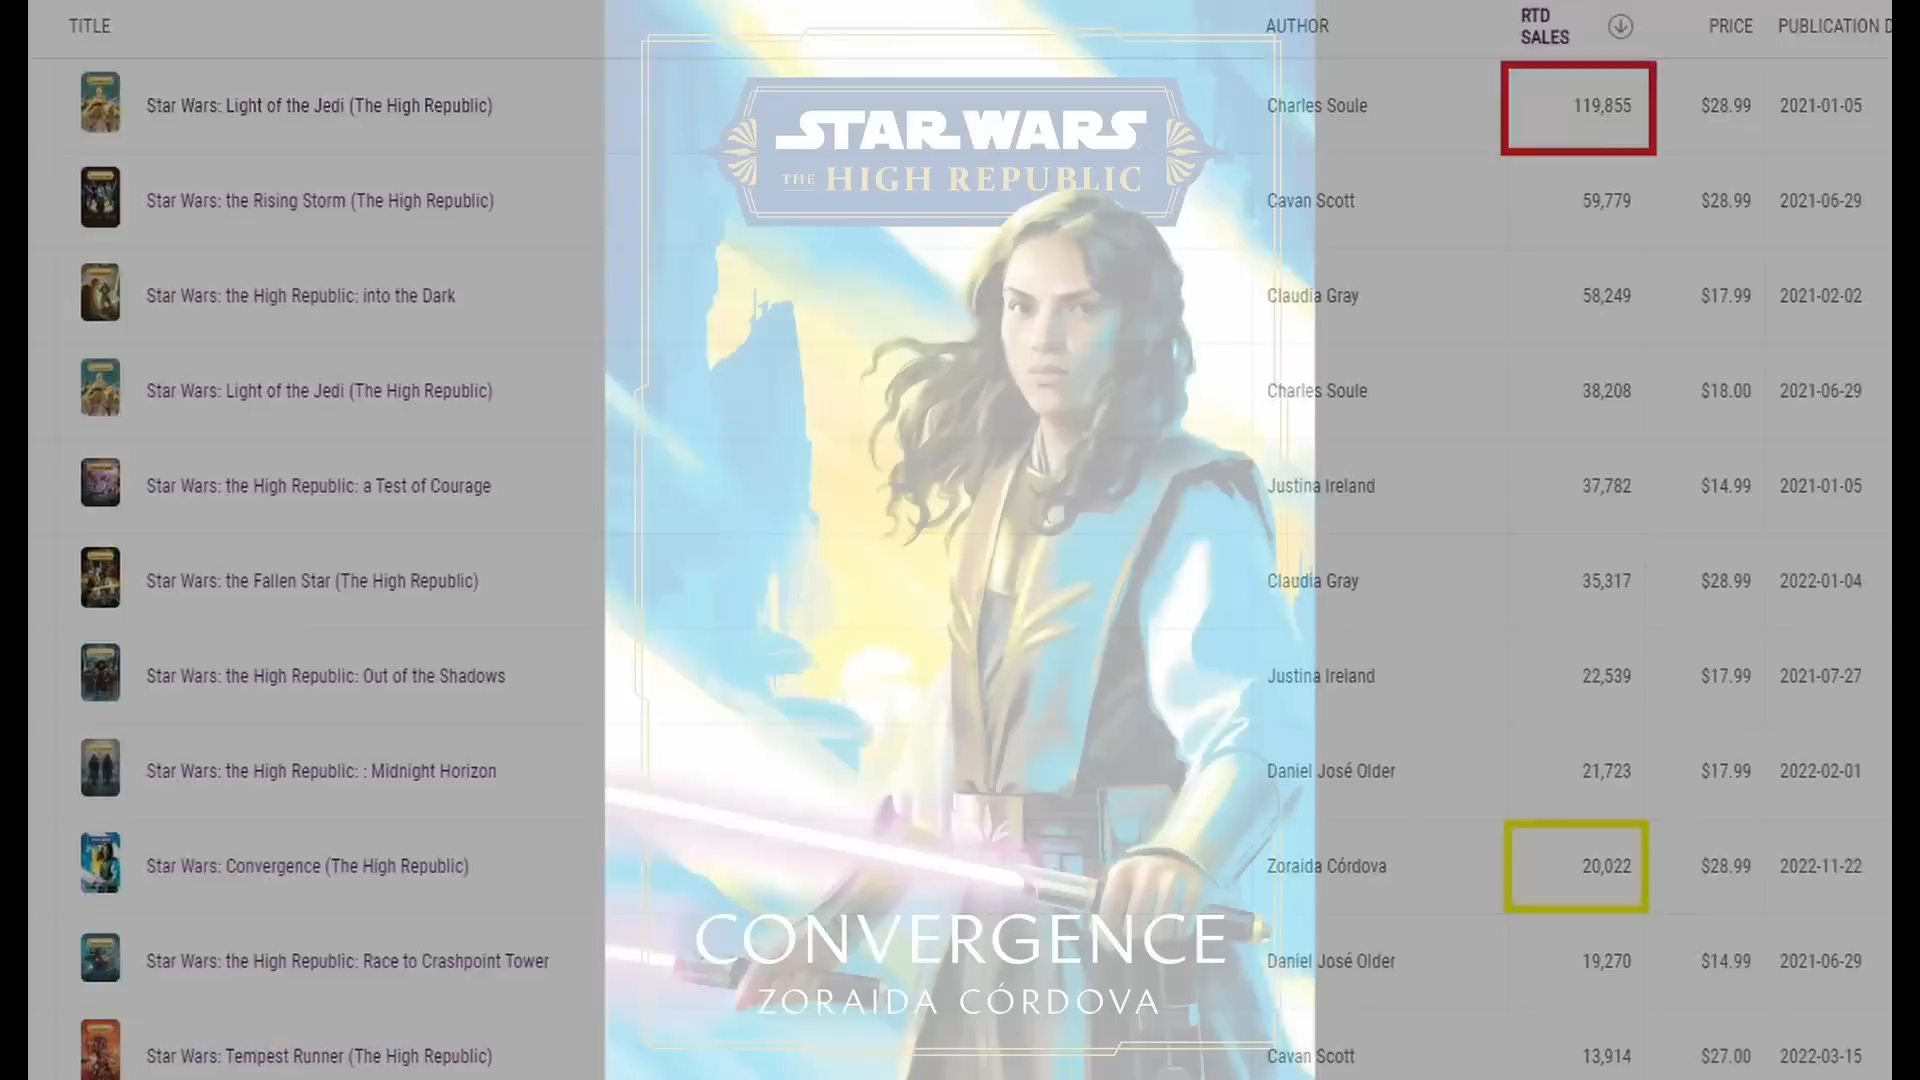 TITLE AUTHOR RTD SALES PRICE PUBLICATION D
Star Wars: Light of the Jedi (The High Republic) Charles Soule 119,855 $28.99 2021-01-05
STAR WARS
THE HIGH REPUBLIC
Star Wars: the Rising Storm (The High Republic) Cavan Scott 59,779 $28.99 2021-06-29
Star Wars: the High Republic: into the Dark Claudia Gray 58,249 $17.99 2021-02-02
Star Wars: Light of the Jedi (The High Republic) Charles Soule 38,208 $18.00 2021-06-29
Star Wars: the High Republic: a Test of Courage Justina Ireland 37,782 $14.99 2021-01-05
Star Wars: the Fallen Star (The High Republic) Claudia Gray 35,317 $28.99 2022-01-04
Star Wars: the High Republic: Out of the Shadows Justina Ireland 22,539 $17.99 2021-07-27
Star Wars: the High Republic: : Midnight Horizon Daniel José Older 21,723 $17.99 2022-02-01
Star Wars: Convergence (The High Republic) Zoraida Córdova 20,022 $28.99 2022-11-22
CONVERGENCE
Star Wars: the High Republic: Race to Crashpoint Tower Daniel José Older 19,270 $14.99 2021-06-29
ZORAIDA CÓRDOVA
Star Wars: Tempest Runner (The High Republic) Cavan Scott 13,914 $27.00 2022-03-15